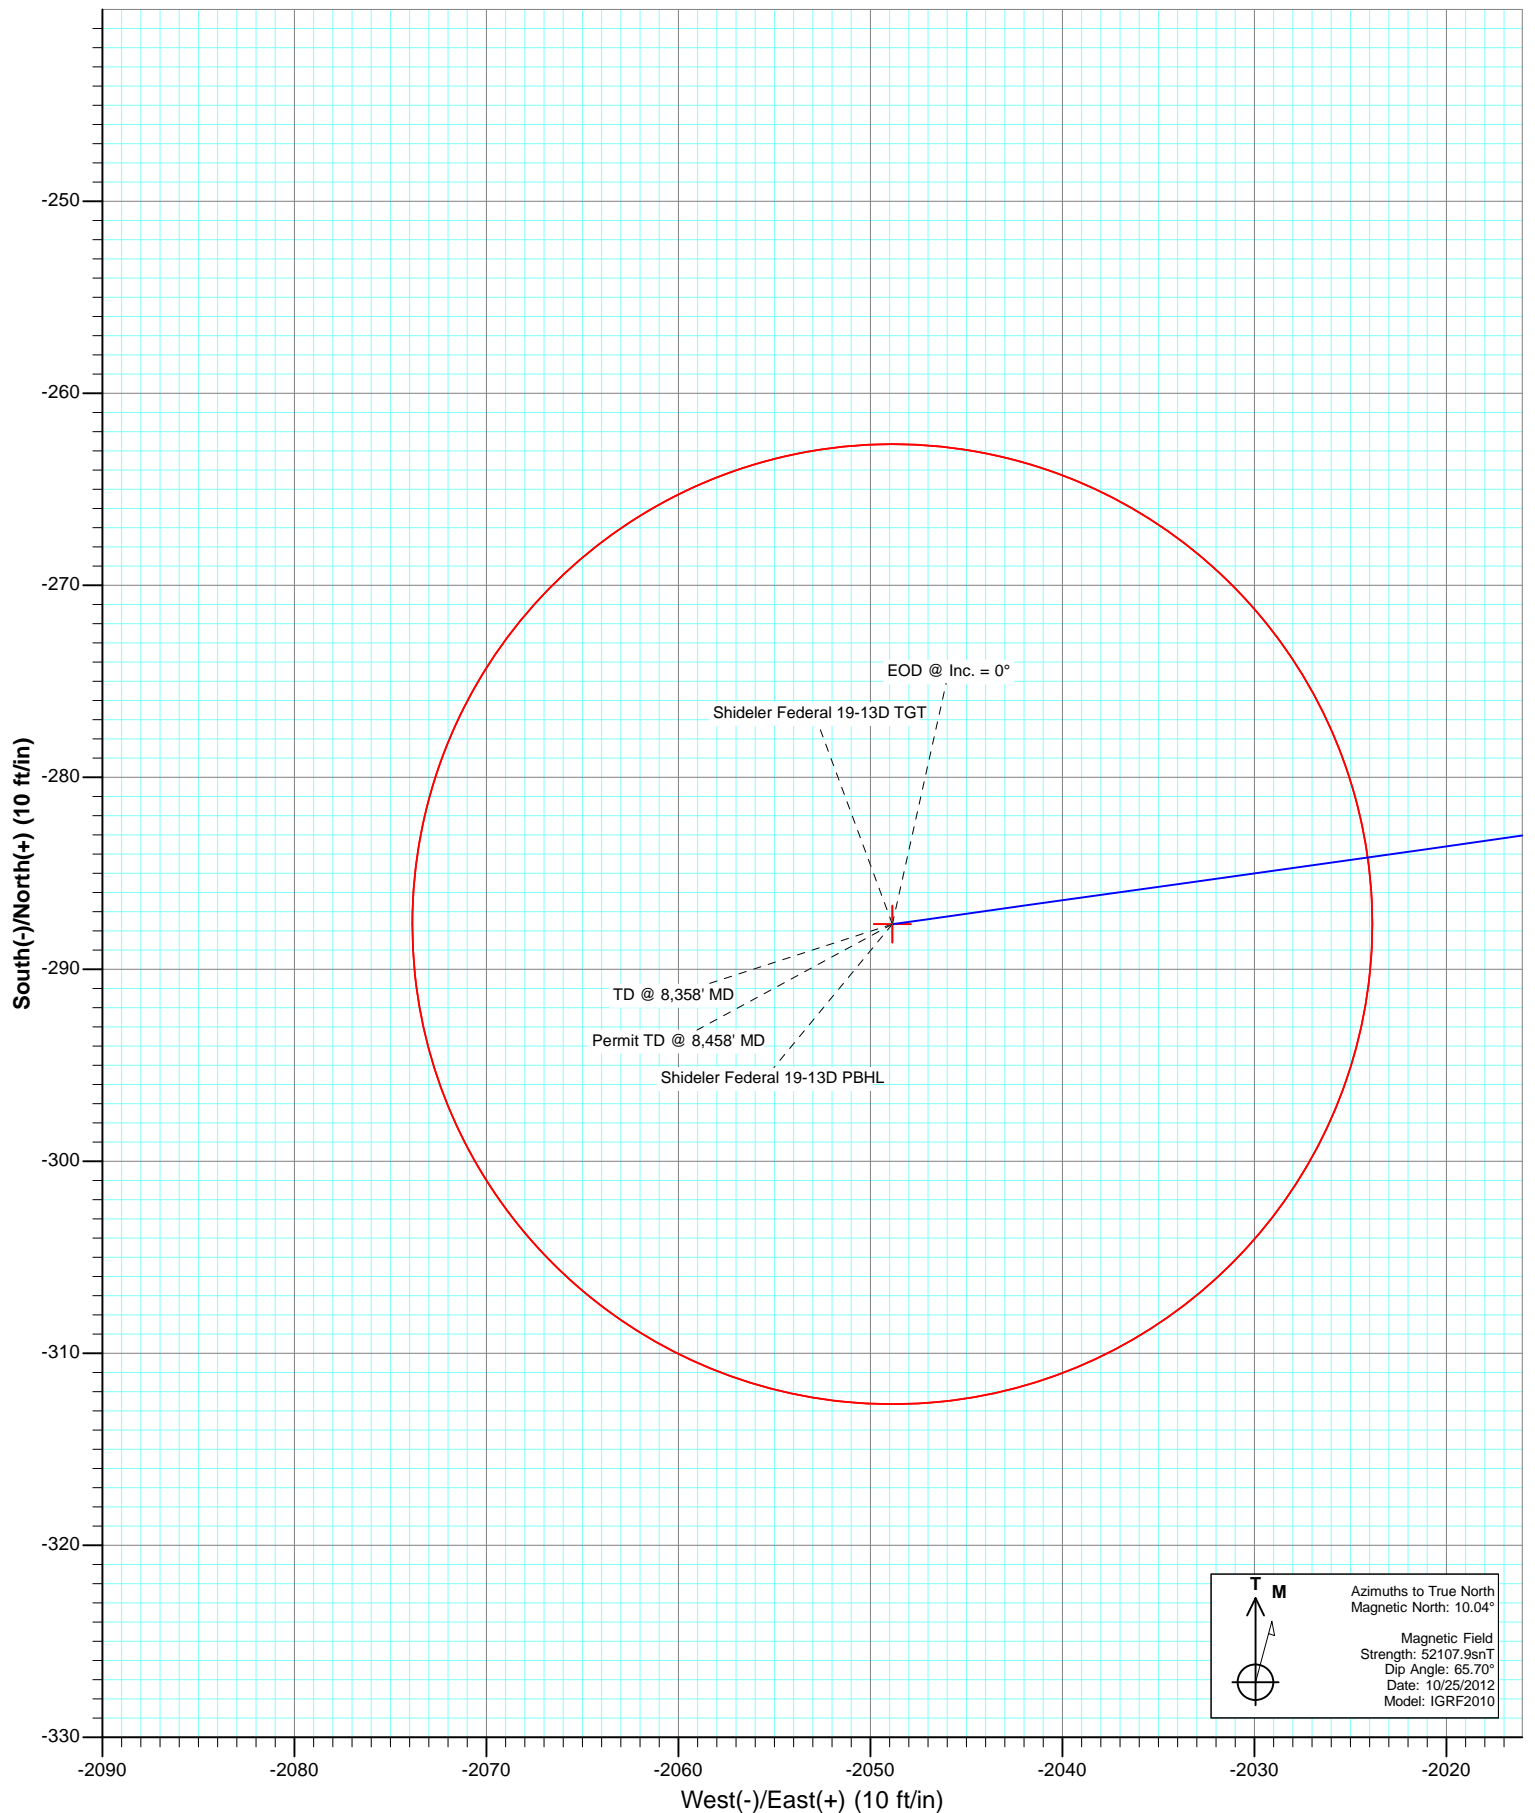 -250
-260
-270
-280
-290
-300
-310
-320
-330
South(-)/North(+) (10 ft/in)
EOD @ Inc. = 0°
Shideler Federal 19-13D TGT
TD @ 8,358' MD
Permit TD @ 8,458' MD
Shideler Federal 19-13D PBHL
T M
Azimuths to True North
Magnetic North: 10.04°
Magnetic Field
Strength: 52107.9snT
Dip Angle: 65.70°
Date: 10/25/2012
Model: IGRF2010
-2090 -2080 -2070 -2060 -2050 -2040 -2030 -2020
West(-)/East(+) (10 ft/in)